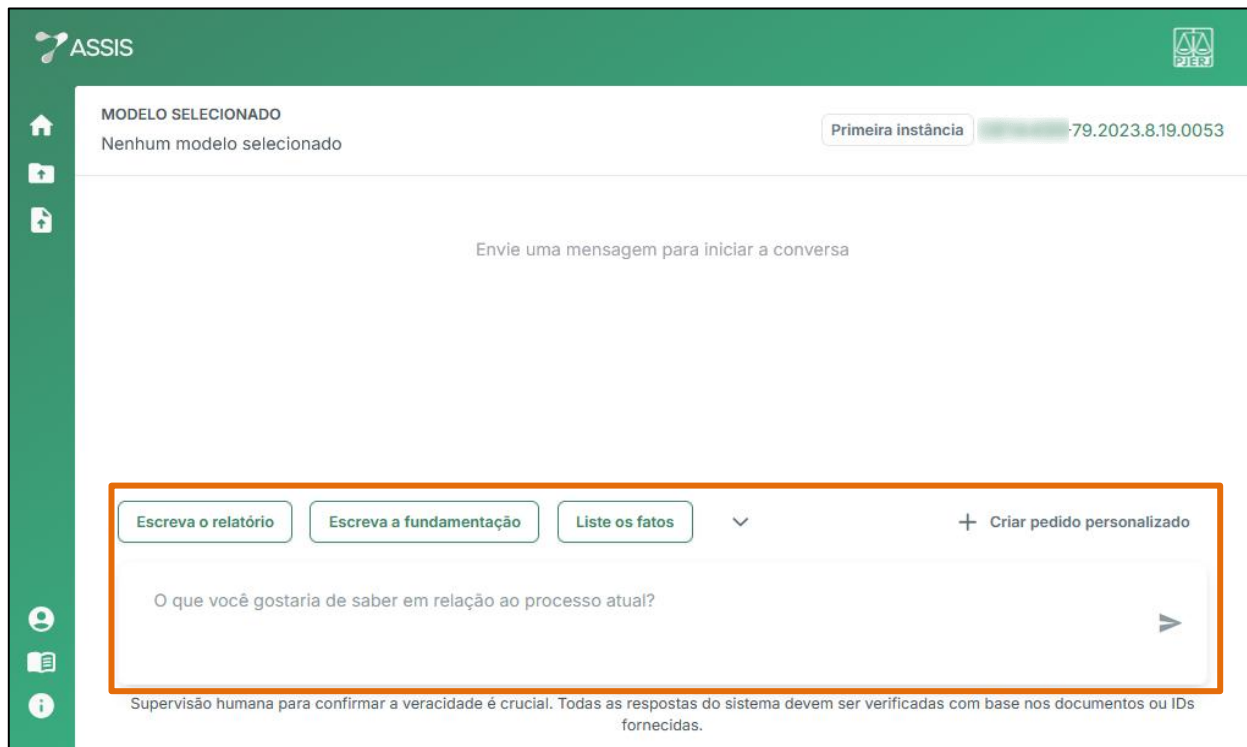 ASSIS
PJERJ
MODELO SELECIONADO
Nenhum modelo selecionado
Primeira instância
-79.2023.8.19.0053
Envie uma mensagem para iniciar a conversa
Escreva o relatório
Escreva a fundamentação
Liste os fatos
+ Criar pedido personalizado
O que você gostaria de saber em relação ao processo atual?
Supervisão humana para confirmar a veracidade é crucial. Todas as respostas do sistema devem ser verificadas com base nos documentos ou IDs
fornecidas.